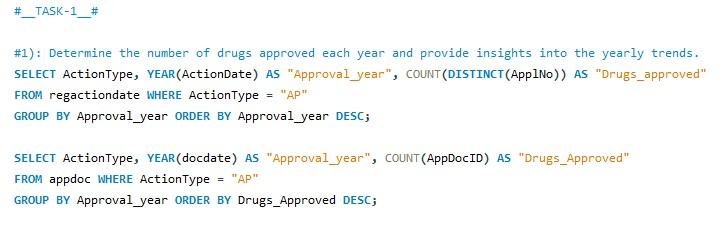 #__TASK-1__#
#1): Determine the number of drugs approved each year and provide insights into the yearly trends.
SELECT ActionType, YEAR(ActionDate) AS "Approval_year", COUNT(DISTINCT(ApplNo)) AS "Drugs_approved"
FROM regactiondate WHERE ActionType = "AP"
GROUP BY Approval_year ORDER BY Approval_year DESC;
SELECT ActionType, YEAR(docdate) AS "Approval_year", COUNT(AppDocID) AS "Drugs_Approved"
FROM appdoc WHERE ActionType = "AP"
GROUP BY Approval_year ORDER BY Drugs_Approved DESC;